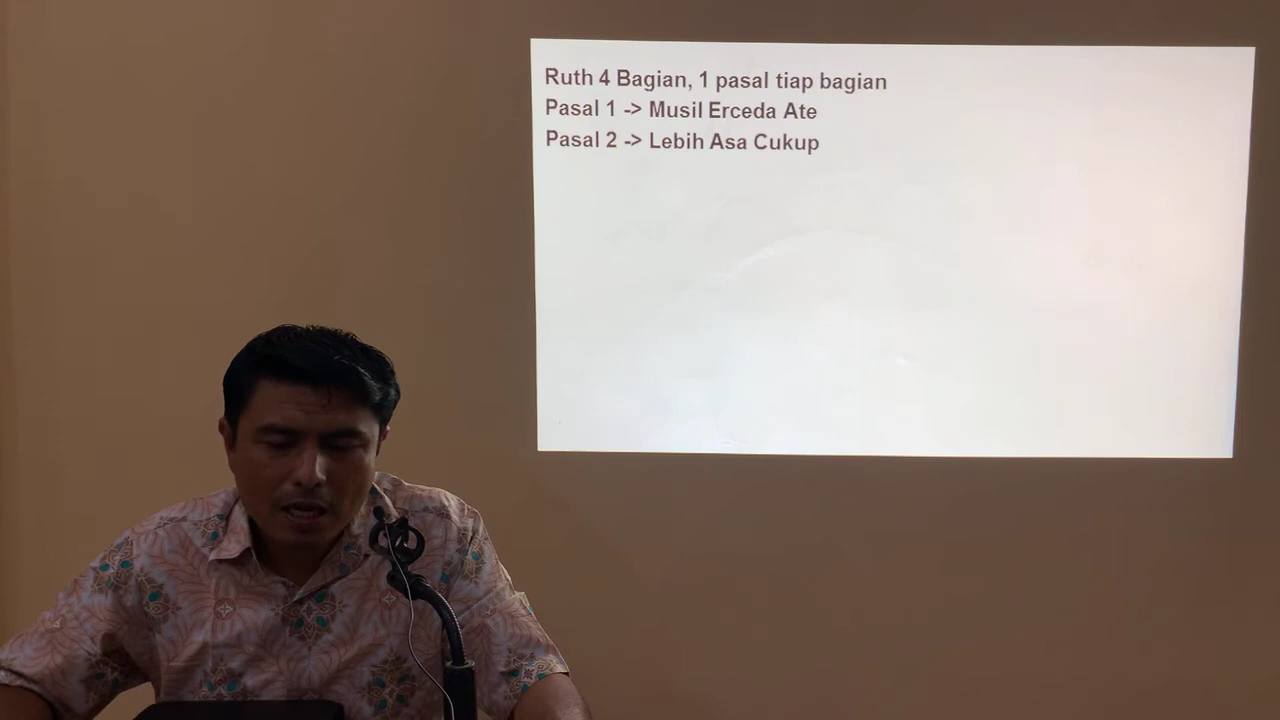 Ruth 4 Bagian, 1 pasal tiap bagian
Pasal 1 -> Musil Erceda Ate
Pasal 2 -> Lebih Asa Cukup